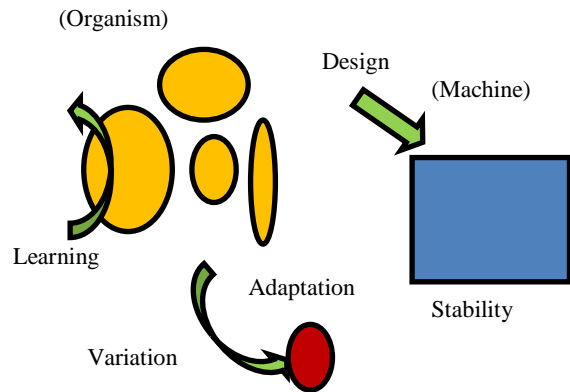 (Organism)
Design
(Machine)
Learning
Adaptation
Stability
Variation